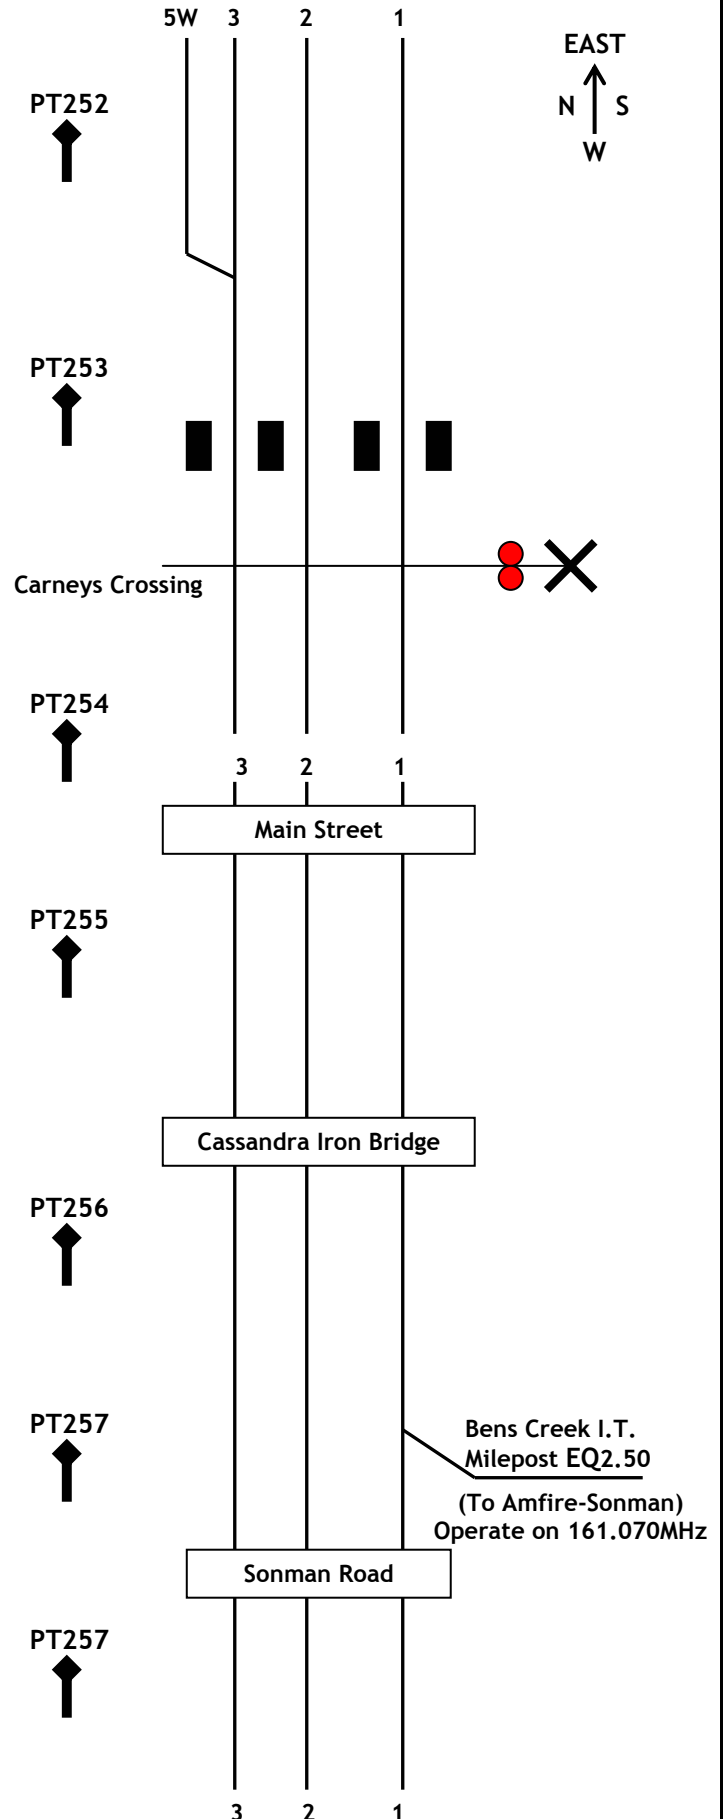 5W 3 2 1
EAST
PT252
N S
W
PT253
Carneys Crossing
PT254
3 2 1
Main Street
PT255
Cassandra Iron Bridge
PT256
PT257
Bens Creek I.T.
Milepost EQ2.50
(To Amfire-Sonman)
Operate on 161.070MHz
Sonman Road
PT257
3 2 1